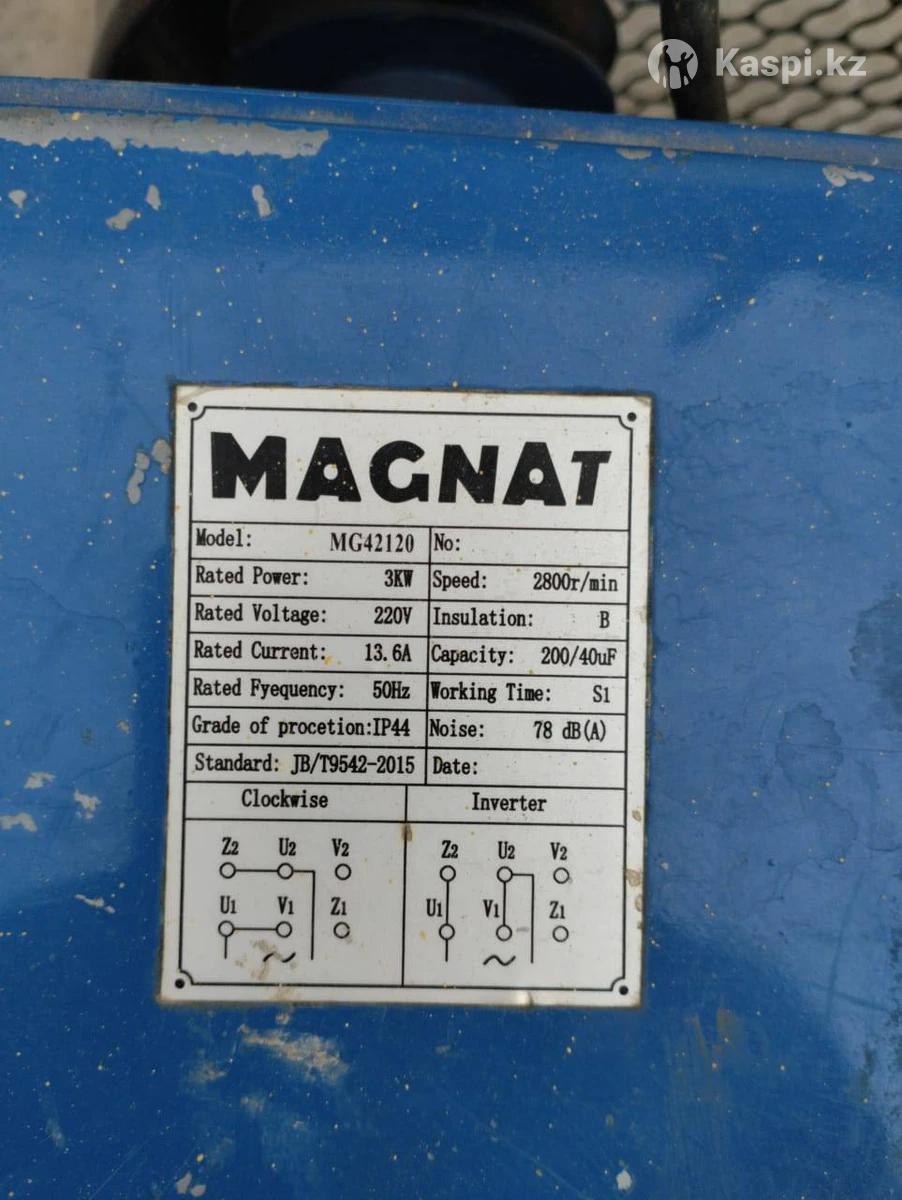 Kaspi.kz
MAGNAT
Model: MG42120 No:
Rated Power: 3KW Speed: 2800r/min
Rated Voltage: 220V Insulation: B
Rated Current: 13.6A Capacity: 200/40uF
Rated Fyequency: 50Hz Working Time: S1
Grade of procetion:IP44 Noise: 78 dB(A)
Standard: JB/T9542-2015 Date:
Clockwise Inverter
Z2 U2 V2 Z2 U2 V2
U1 V1 Z1 U1 V1 Z1
~ ~